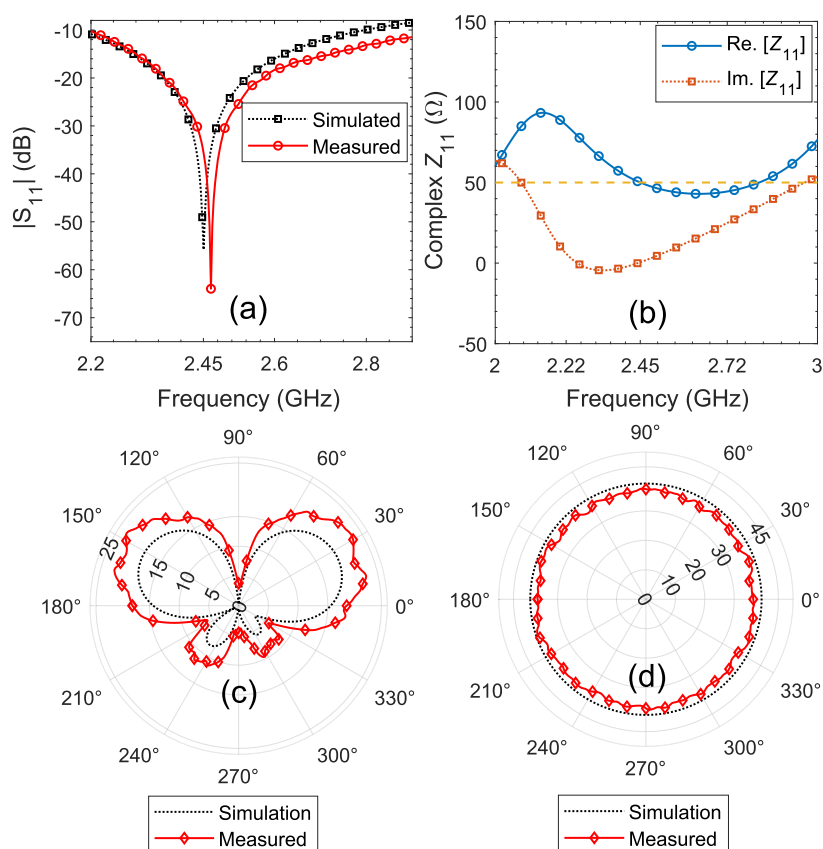 -10
-20
-30
-40
-50
-60
-70
|S11| (dB)
Simulated
Measured
(a)
2.2 2.45 2.6 2.8
Frequency (GHz)
150
100
50
0
-50
Complex Z11 (Ω)
Re. [Z11]
Im. [Z11]
(b)
2 2.22 2.45 2.72 3
Frequency (GHz)
90°
120° 60°
150° 30°
25 15 10 5 0
180° 0°
210° 330°
(c)
240° 300°
270°
Simulation
Measured
90°
120° 60°
150° 30°
45
30
20
10
0
180° 0°
210° 330°
(d)
240° 300°
270°
Simulation
Measured